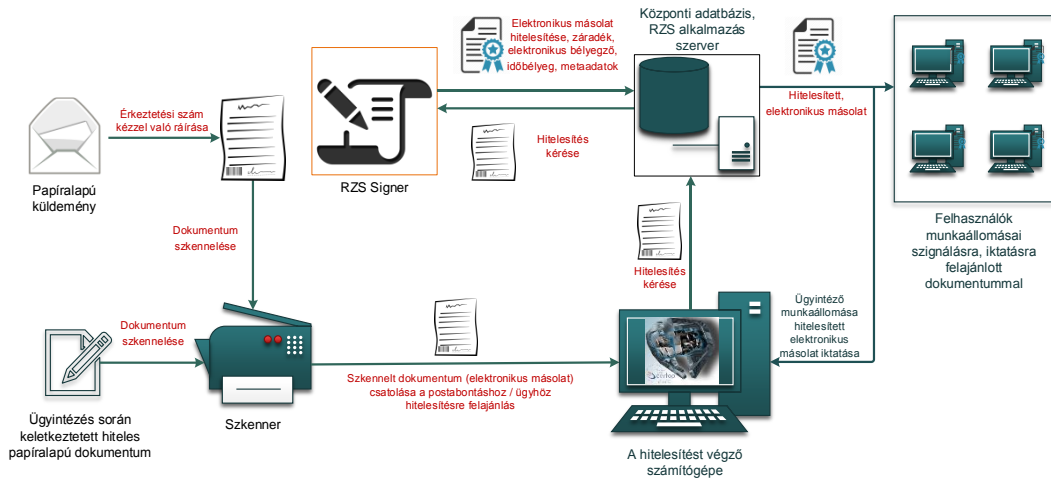 Elektronikus másolat
hitelesítése, záradék,
elektronikus bélyegző,
időbélyeg, metaadatok
Központi adatbázis,
RZS alkalmazás
szerver
Érkeztetési szám
kézzel való ráírása
Hitelesített,
elektronikus másolat
Hitelesítés
kérése
RZS Signer
Papíralapú
küldemény
Dokumentum
szkennelése
Felhasználók
munkaállomásai
szignálásra, iktatásra
felajánlott
dokumentummal
Hitelesítés
kérése
Dokumentum
szkennelése
Ügyintéző
munkaállomása
hitelesített
elektronikus
másolat iktatása
Szkennelt dokumentum (elektronikus másolat)
csatolása a postabontáshoz / ügyhöz
hitelesítésre felajánlás
Ügyintézés során
keletkeztetett hiteles
papíralapú dokumentum
Szkenner
A hitelesítést végző
számítógépe